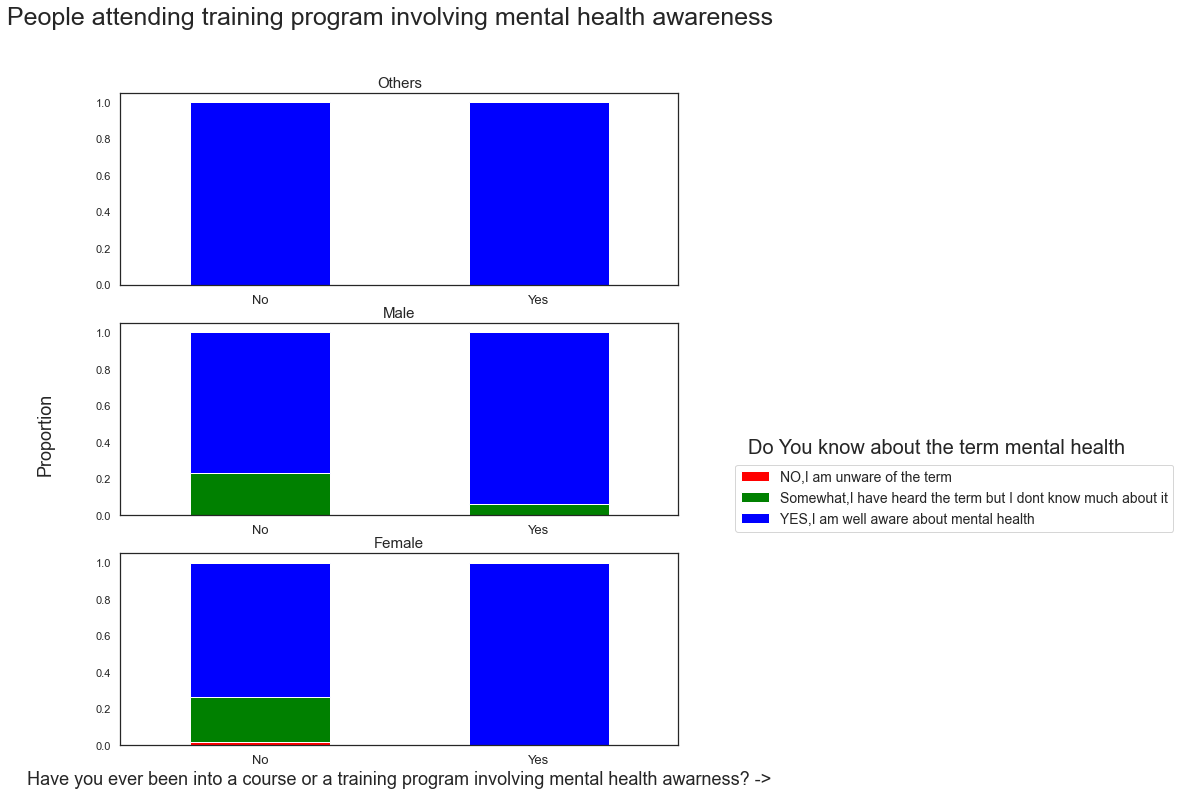 People attending training program involving mental health awareness
Others
1.0
0.8
0.6
0.4
0.2
0.0
No Yes
Male
1.0
0.8
0.6
0.4
0.2
0.0
No Yes
Proportion
Female
1.0
0.8
0.6
0.4
0.2
0.0
No Yes
Have you ever been into a course or a training program involving mental health awarness? ->
Do You know about the term mental health
NO,I am unware of the term
Somewhat,I have heard the term but I dont know much about it
YES,I am well aware about mental health